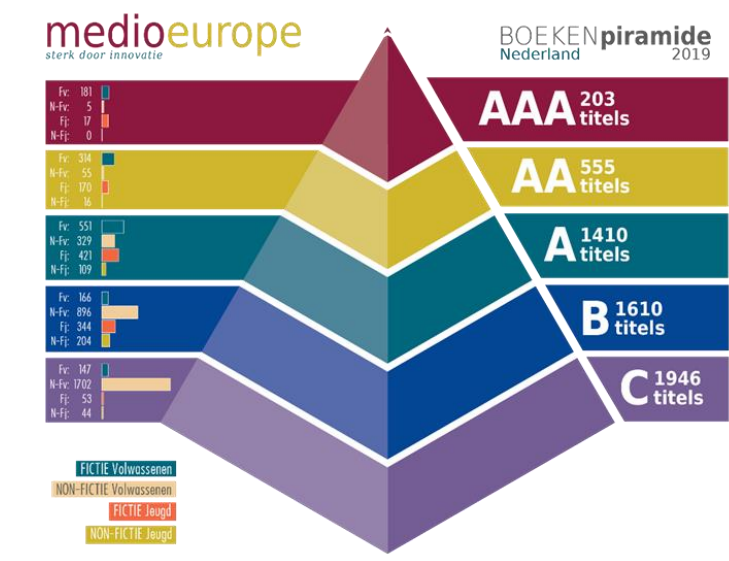 medioeurope
sterk door innovatie
BOEKENpiramide
Nederland 2019
Fv: 181
N-Fv: 5
Fj: 17
N-Fj: 0
AAA 203 titels
Fv: 314
N-Fv: 55
Fj: 170
N-Fj: 16
AA 555 titels
Fv: 551
N-Fv: 329
Fj: 421
N-Fj: 109
A 1410 titels
Fv: 166
N-Fv: 896
Fj: 344
N-Fj: 204
B 1610 titels
Fv: 147
N-Fv: 1702
Fj: 53
N-Fj: 44
C 1946 titels
FICTIE Volwassenen
NON-FICTIE Volwassenen
FICTIE Jeugd
NON-FICTIE Jeugd